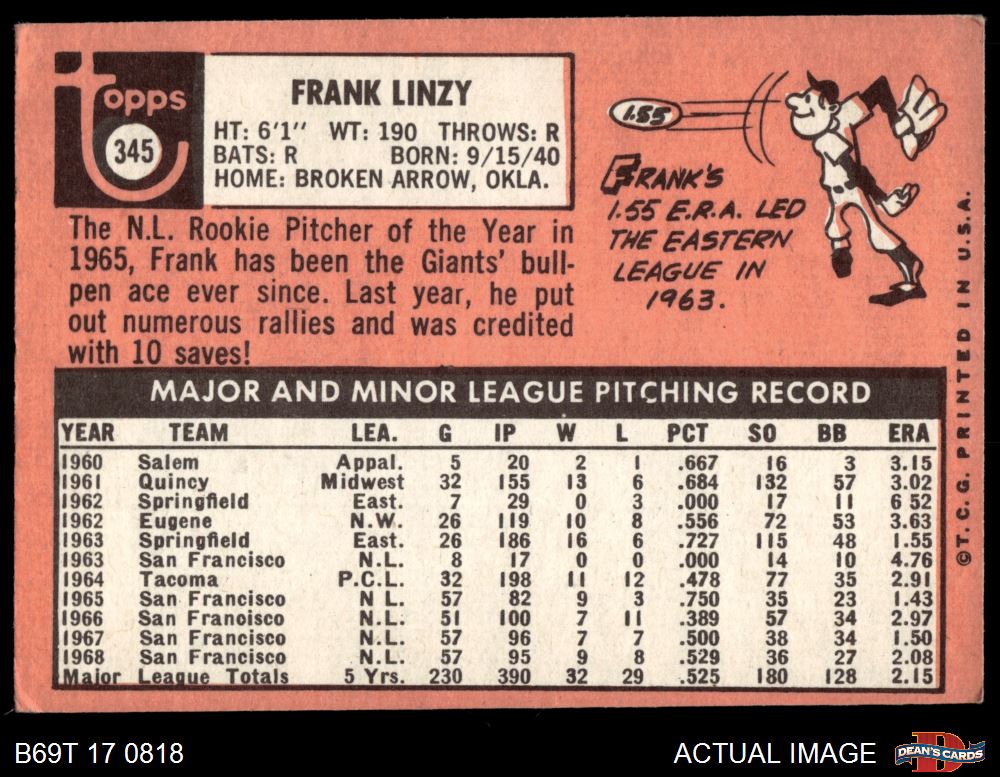 topps
345
FRANK LINZY
HT: 6'1" WT: 190 THROWS: R
BATS: R BORN: 9/15/40
HOME: BROKEN ARROW, OKLA.
The N.L. Rookie Pitcher of the Year in
1965, Frank has been the Giants' bull-
pen ace ever since. Last year, he put
out numerous rallies and was credited
with 10 saves!
1.55
FRANK'S
1.55 E.R.A. LED
THE EASTERN
LEAGUE IN
1963.
©T.C.G. PRINTED IN U.S.A.
MAJOR AND MINOR LEAGUE PITCHING RECORD
YEAR TEAM LEA. G IP W L PCT SO BB ERA
1960 Salem Appal. 5 20 2 1 .667 16 3 3.15
1961 Quincy Midwest 32 155 13 6 .684 132 57 3.02
1962 Springfield East. 7 29 0 3 .000 17 11 6 52
1962 Eugene N.W. 26 119 10 8 .556 72 53 3.63
1963 Springfield East. 26 186 16 6 .727 115 48 1.55
1963 San Francisco N.L. 8 17 0 0 .000 14 10 4.76
1964 Tacoma P.C.L. 32 198 11 12 .478 77 35 2.91
1965 San Francisco N L. 57 82 9 3 .750 35 23 1.43
1966 San Francisco N.L. 51 100 7 11 .389 57 34 2.97
1967 San Francisco N.L. 57 96 7 7 .500 38 34 1.50
1968 San Francisco N.L. 57 95 9 8 .529 36 27 2.08
Major League Totals 5 Yrs. 230 390 32 29 .525 180 128 2.15
B69T 17 0818
ACTUAL IMAGE
DEAN'S CARDS